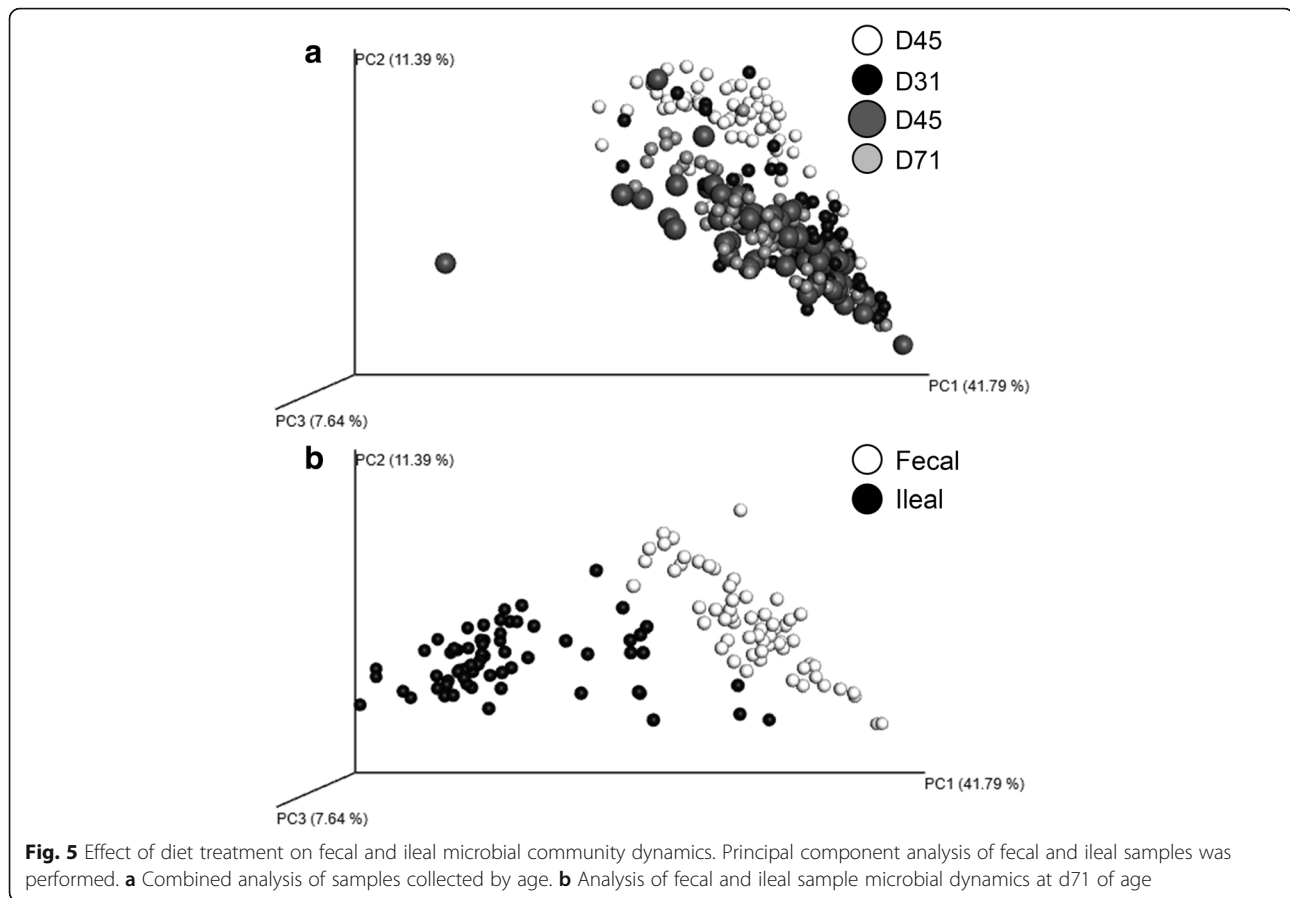 a
PC2 (11.39 %)
D45
D31
D45
D71
PC1 (41.79 %)
PC3 (7.64 %)
b
PC2 (11.39 %)
Fecal
Ileal
PC1 (41.79 %)
PC3 (7.64 %)
Fig. 5 Effect of diet treatment on fecal and ileal microbial community dynamics. Principal component analysis of fecal and ileal samples was
performed. a Combined analysis of samples collected by age. b Analysis of fecal and ileal sample microbial dynamics at d71 of age